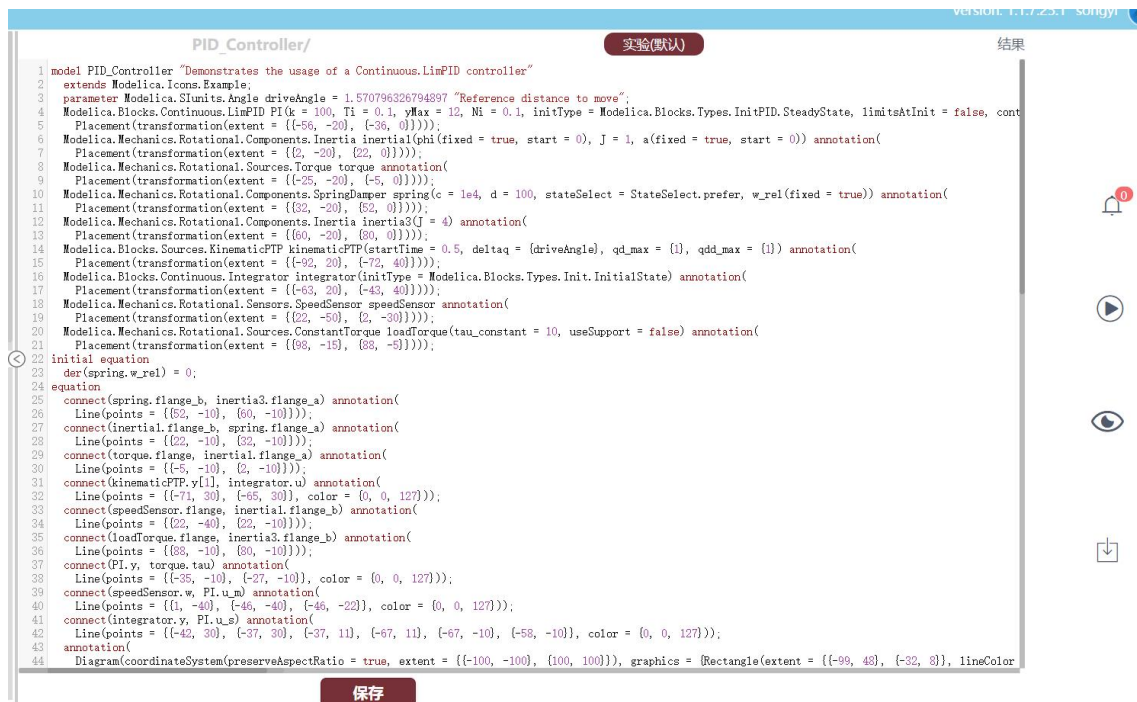 version: 1.1.7.25.1 songyi
PID_Controller/
实验(默认)
结果
1 model PID_Controller "Demonstrates the usage of a Continuous.LimPID controller"
2 extends Modelica.Icons.Example;
3 parameter Modelica.SIunits.Angle driveAngle = 1.570796326794897 "Reference distance to move";
4 Modelica.Blocks.Continuous.LimPID PI(k = 100, Ti = 0.1, yMax = 12, Ni = 0.1, initType = Modelica.Blocks.Types.InitPID.SteadyState, limitsAtInit = false, cont
5 Placement(transformation(extent = {{-56, -20}, {-36, 0}})));
6 Modelica.Mechanics.Rotational.Components.Inertia inertia1(phi(fixed = true, start = 0), J = 1, a(fixed = true, start = 0)) annotation(
7 Placement(transformation(extent = {{2, -20}, {22, 0}})));
8 Modelica.Mechanics.Rotational.Sources.Torque torque annotation(
9 Placement(transformation(extent = {{-25, -20}, {-5, 0}})));
10 Modelica.Mechanics.Rotational.Components.SpringDamper spring(c = 1e4, d = 100, stateSelect = StateSelect.prefer, w_rel(fixed = true)) annotation(
11 Placement(transformation(extent = {{32, -20}, {52, 0}})));
12 Modelica.Mechanics.Rotational.Components.Inertia inertia3(J = 4) annotation(
13 Placement(transformation(extent = {{60, -20}, {80, 0}})));
14 Modelica.Blocks.Sources.KinematicPTP kinematicPTP(startTime = 0.5, deltaq = {driveAngle}, qd_max = {1}, qdd_max = {1}) annotation(
15 Placement(transformation(extent = {{-92, 20}, {-72, 40}})));
16 Modelica.Blocks.Continuous.Integrator integrator(initType = Modelica.Blocks.Types.Init.InitialState) annotation(
17 Placement(transformation(extent = {{-63, 20}, {-43, 40}})));
18 Modelica.Mechanics.Rotational.Sensors.SpeedSensor speedSensor annotation(
19 Placement(transformation(extent = {{22, -50}, {2, -30}})));
20 Modelica.Mechanics.Rotational.Sources.ConstantTorque loadTorque(tau_constant = 10, useSupport = false) annotation(
21 Placement(transformation(extent = {{98, -15}, {88, -5}})));
22 initial equation
23 der(spring.w_rel) = 0;
24 equation
25 connect(spring.flange_b, inertia3.flange_a) annotation(
26 Line(points = {{52, -10}, {60, -10}}));
27 connect(inertia1.flange_b, spring.flange_a) annotation(
28 Line(points = {{22, -10}, {32, -10}}));
29 connect(torque.flange, inertia1.flange_a) annotation(
30 Line(points = {{-5, -10}, {2, -10}}));
31 connect(kinematicPTP.y[1], integrator.u) annotation(
32 Line(points = {{-71, 30}, {-65, 30}}, color = {0, 0, 127}));
33 connect(speedSensor.flange, inertia1.flange_b) annotation(
34 Line(points = {{22, -40}, {22, -10}}));
35 connect(loadTorque.flange, inertia3.flange_b) annotation(
36 Line(points = {{88, -10}, {80, -10}}));
37 connect(PI.y, torque.tau) annotation(
38 Line(points = {{-35, -10}, {-27, -10}}, color = {0, 0, 127}));
39 connect(speedSensor.w, PI.u_m) annotation(
40 Line(points = {{1, -40}, {-46, -40}, {-46, -22}}, color = {0, 0, 127}));
41 connect(integrator.y, PI.u_s) annotation(
42 Line(points = {{-42, 30}, {-37, 30}, {-37, 11}, {-67, 11}, {-67, -10}, {-58, -10}}, color = {0, 0, 127}));
43 annotation(
44 Diagram(coordinateSystem(preserveAspectRatio = true, extent = {{-100, -100}, {100, 100}}), graphics = {Rectangle(extent = {{-99, 48}, {-32, 8}}, lineColor
0
保存